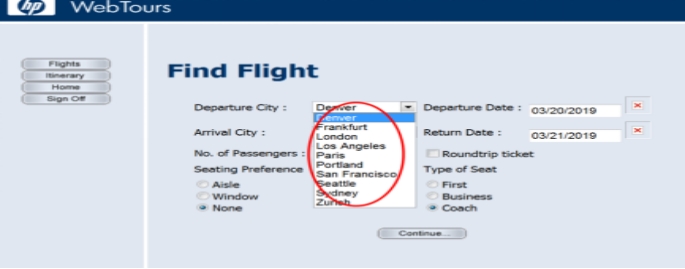 hp WebTours
Flights
Itinerary
Home
Sign Off
Find Flight
Departure City : Denver Departure Date : 03/20/2019
Denver
Frankfurt
London
Los Angeles
Paris
Portland
San Francisco
Seattle
Sydney
Zurich
Arrival City : Return Date : 03/21/2019
No. of Passengers : Roundtrip ticket
Seating Preference Type of Seat
Aisle First
Window Business
None Coach
Continue...